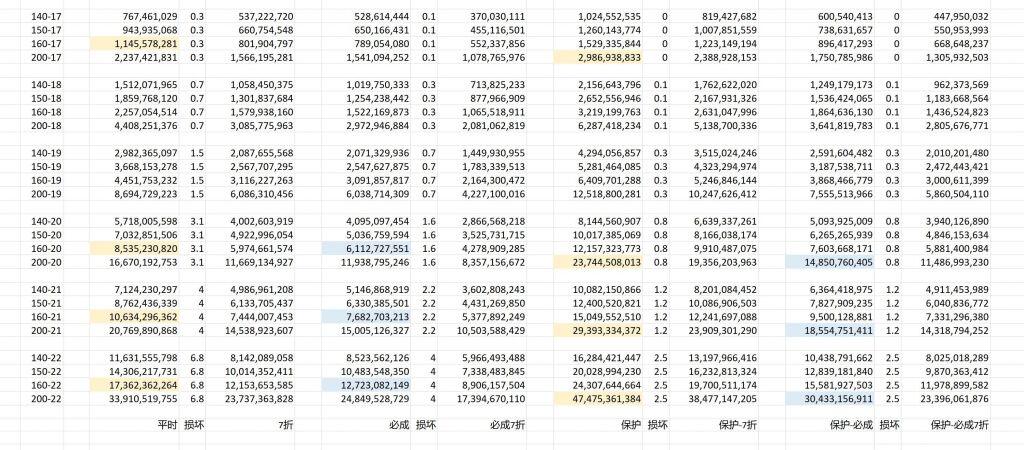 140-17 767,461,029 0.3 537,222,720 528,614,444 0.1 370,030,111 1,024,552,535 0 819,427,682 600,540,413 0 447,950,032
150-17 943,935,068 0.3 660,754,548 650,166,431 0.1 455,116,501 1,260,143,774 0 1,007,851,559 738,631,657 0 550,953,993
160-17 1,145,578,281 0.3 801,904,797 789,054,080 0.1 552,337,856 1,529,335,844 0 1,223,149,194 896,417,293 0 668,648,237
200-17 2,237,421,831 0.3 1,566,195,281 1,541,094,252 0.1 1,078,765,976 2,986,938,833 0 2,388,928,153 1,750,785,986 0 1,305,932,503
140-18 1,512,071,965 0.7 1,058,450,375 1,019,750,333 0.3 713,825,233 2,156,643,796 0.1 1,762,622,020 1,249,179,173 0.1 962,373,569
150-18 1,859,768,120 0.7 1,301,837,684 1,254,238,442 0.3 877,966,909 2,652,556,946 0.1 2,167,931,326 1,536,424,065 0.1 1,183,668,564
160-18 2,257,054,514 0.7 1,579,938,160 1,522,169,873 0.3 1,065,518,911 3,219,199,763 0.1 2,631,047,996 1,864,636,130 0.1 1,436,524,823
200-18 4,408,251,376 0.7 3,085,775,963 2,972,946,884 0.3 2,081,062,819 6,287,418,234 0.1 5,138,700,336 3,641,819,783 0.1 2,805,676,771
140-19 2,982,365,097 1.5 2,087,655,568 2,071,329,936 0.7 1,449,930,955 4,294,056,857 0.3 3,515,024,246 2,591,604,482 0.3 2,010,201,480
150-19 3,668,153,278 1.5 2,567,707,295 2,547,627,875 0.7 1,783,339,513 5,281,464,085 0.3 4,323,294,974 3,187,538,711 0.3 2,472,443,421
160-19 4,451,753,232 1.5 3,116,227,263 3,091,857,817 0.7 2,164,300,472 6,409,701,288 0.3 5,246,846,144 3,868,466,779 0.3 3,000,611,399
200-19 8,694,729,223 1.5 6,086,310,456 6,038,714,309 0.7 4,227,100,016 12,518,800,281 0.3 10,247,626,412 7,555,513,966 0.3 5,860,504,110
140-20 5,718,005,598 3.1 4,002,603,919 4,095,097,454 1.6 2,866,568,218 8,144,560,907 0.8 6,639,337,261 5,093,925,009 0.8 3,940,126,890
150-20 7,032,851,506 3.1 4,922,996,054 5,036,759,594 1.6 3,525,731,715 10,017,385,069 0.8 8,166,038,174 6,265,265,939 0.8 4,846,153,634
160-20 8,535,230,820 3.1 5,974,661,574 6,112,727,551 1.6 4,278,909,285 12,157,323,773 0.8 9,910,487,075 7,603,668,171 0.8 5,881,400,984
200-20 16,670,192,753 3.1 11,669,134,927 11,938,795,246 1.6 8,357,156,672 23,744,508,013 0.8 19,356,203,963 14,850,760,405 0.8 11,486,993,230
140-21 7,124,230,297 4 4,986,961,208 5,146,868,919 2.2 3,602,808,243 10,082,150,866 1.2 8,201,084,452 6,364,418,975 1.2 4,911,453,989
150-21 8,762,436,339 4 6,133,705,437 6,330,385,501 2.2 4,431,269,850 12,400,520,821 1.2 10,086,906,503 7,827,909,235 1.2 6,040,836,772
160-21 10,634,296,362 4 7,444,007,453 7,682,703,213 2.2 5,377,892,249 15,049,552,510 1.2 12,241,697,088 9,500,128,881 1.2 7,331,296,380
200-21 20,769,890,868 4 14,538,923,607 15,005,126,327 2.2 10,503,588,429 29,393,334,372 1.2 23,909,301,290 18,554,751,411 1.2 14,318,794,252
140-22 11,631,555,798 6.8 8,142,089,058 8,523,562,126 4 5,966,493,488 16,284,421,447 2.5 13,197,966,416 10,438,791,662 2.5 8,025,018,289
150-22 14,306,217,731 6.8 10,014,352,411 10,483,548,350 4 7,338,483,845 20,028,994,230 2.5 16,232,813,324 12,839,181,840 2.5 9,870,363,412
160-22 17,362,362,264 6.8 12,153,653,585 12,723,082,149 4 8,906,157,504 24,307,644,664 2.5 19,700,511,174 15,581,927,503 2.5 11,978,899,582
200-22 33,910,519,755 6.8 23,737,363,828 24,849,528,729 4 17,394,670,110 47,475,361,384 2.5 38,477,147,205 30,433,156,911 2.5 23,396,061,876
平时 损坏 7折 必成 损坏 必成7折 保护 损坏 保护-7折 保护-必成 损坏 保护-必成7折